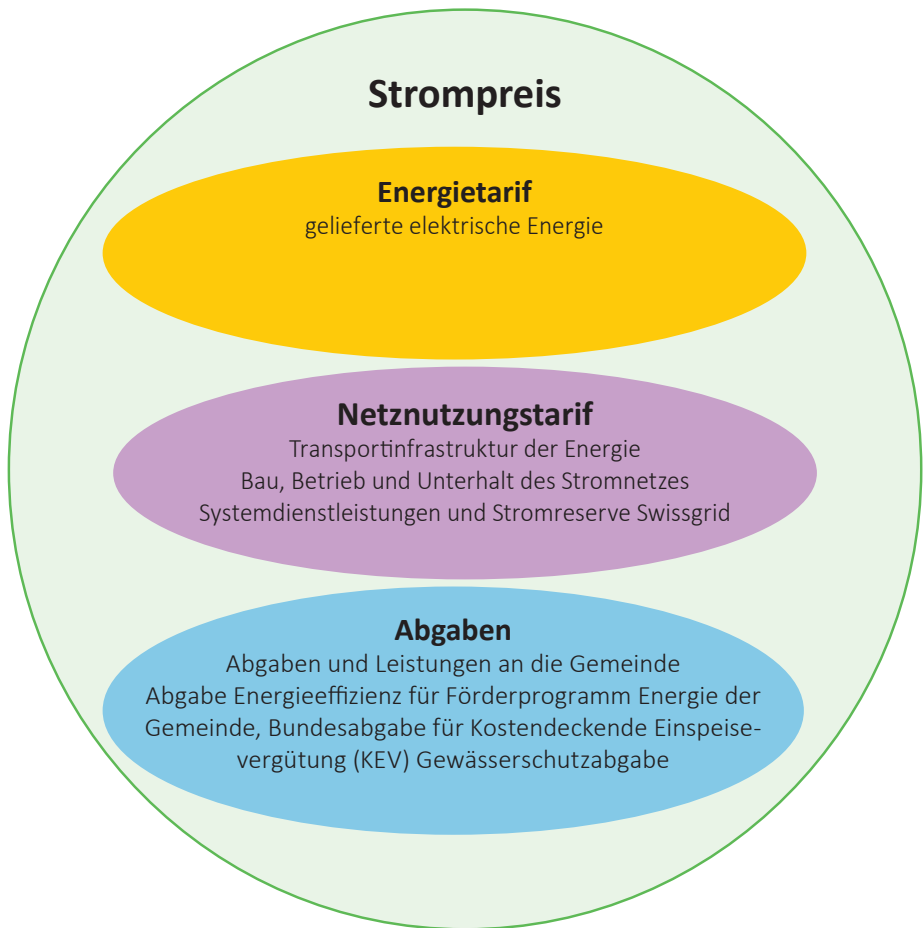 Strompreis
Energietarif
gelieferte elektrische Energie
Netznutzungstarif
Transportinfrastruktur der Energie
Bau, Betrieb und Unterhalt des Stromnetzes
Systemdienstleistungen und Stromreserve Swissgrid
Abgaben
Abgaben und Leistungen an die Gemeinde
Abgabe Energieeffizienz für Förderprogramm Energie der
Gemeinde, Bundesabgabe für Kostendeckende Einspeise-
vergütung (KEV) Gewässerschutzabgabe